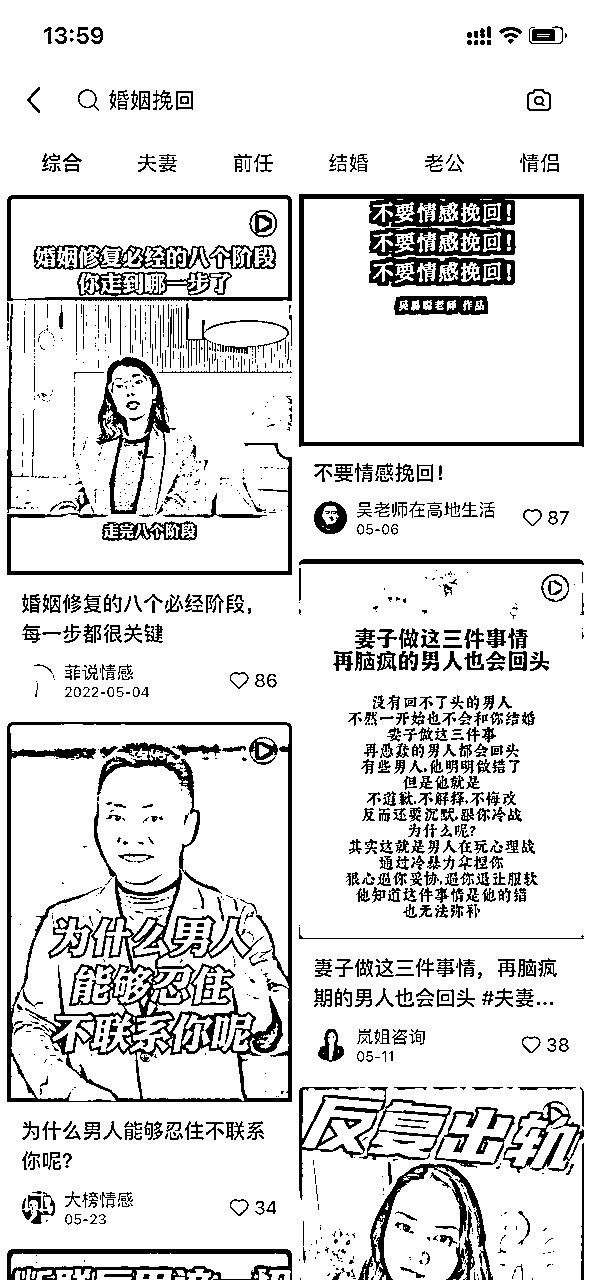 13:59
婚姻挽回
综合 夫妻 前任 结婚 老公 情侣
婚姻修复必经的八个阶段
你走到哪一步了
走完八个阶段
婚姻修复的八个必经阶段，
每一步都很关键
菲说情感
2022-05-04
86
为什么男人
能够忍住
不联系你呢
为什么男人能够忍住不联系
你呢?
大榜情感
05-23
34
不要情感挽回!
不要情感挽回!
不要情感挽回!
老师 作品
不要情感挽回!
吴老师在高地生活
05-06
87
妻子做这三件事情
再脑疯的男人也会回头
没有回不了头的男人
不然一开始也不会和你结婚
妻子做这三件事
再愚蠢的男人都会回头
有些男人,他明明做错了
但是他就是
不道歉,不解释,不悔改
反而还要沉默,跟你冷战
为什么呢?
其实这就是男人在玩心理战
通过冷暴力拿捏你
狠心逼你妥协,逼你退让服软
他知道这件事情是他的错
也无法弥补
妻子做这三件事情，再脑疯
期的男人也会回头 #夫妻...
岚姐咨询
05-11
38
反复出轨